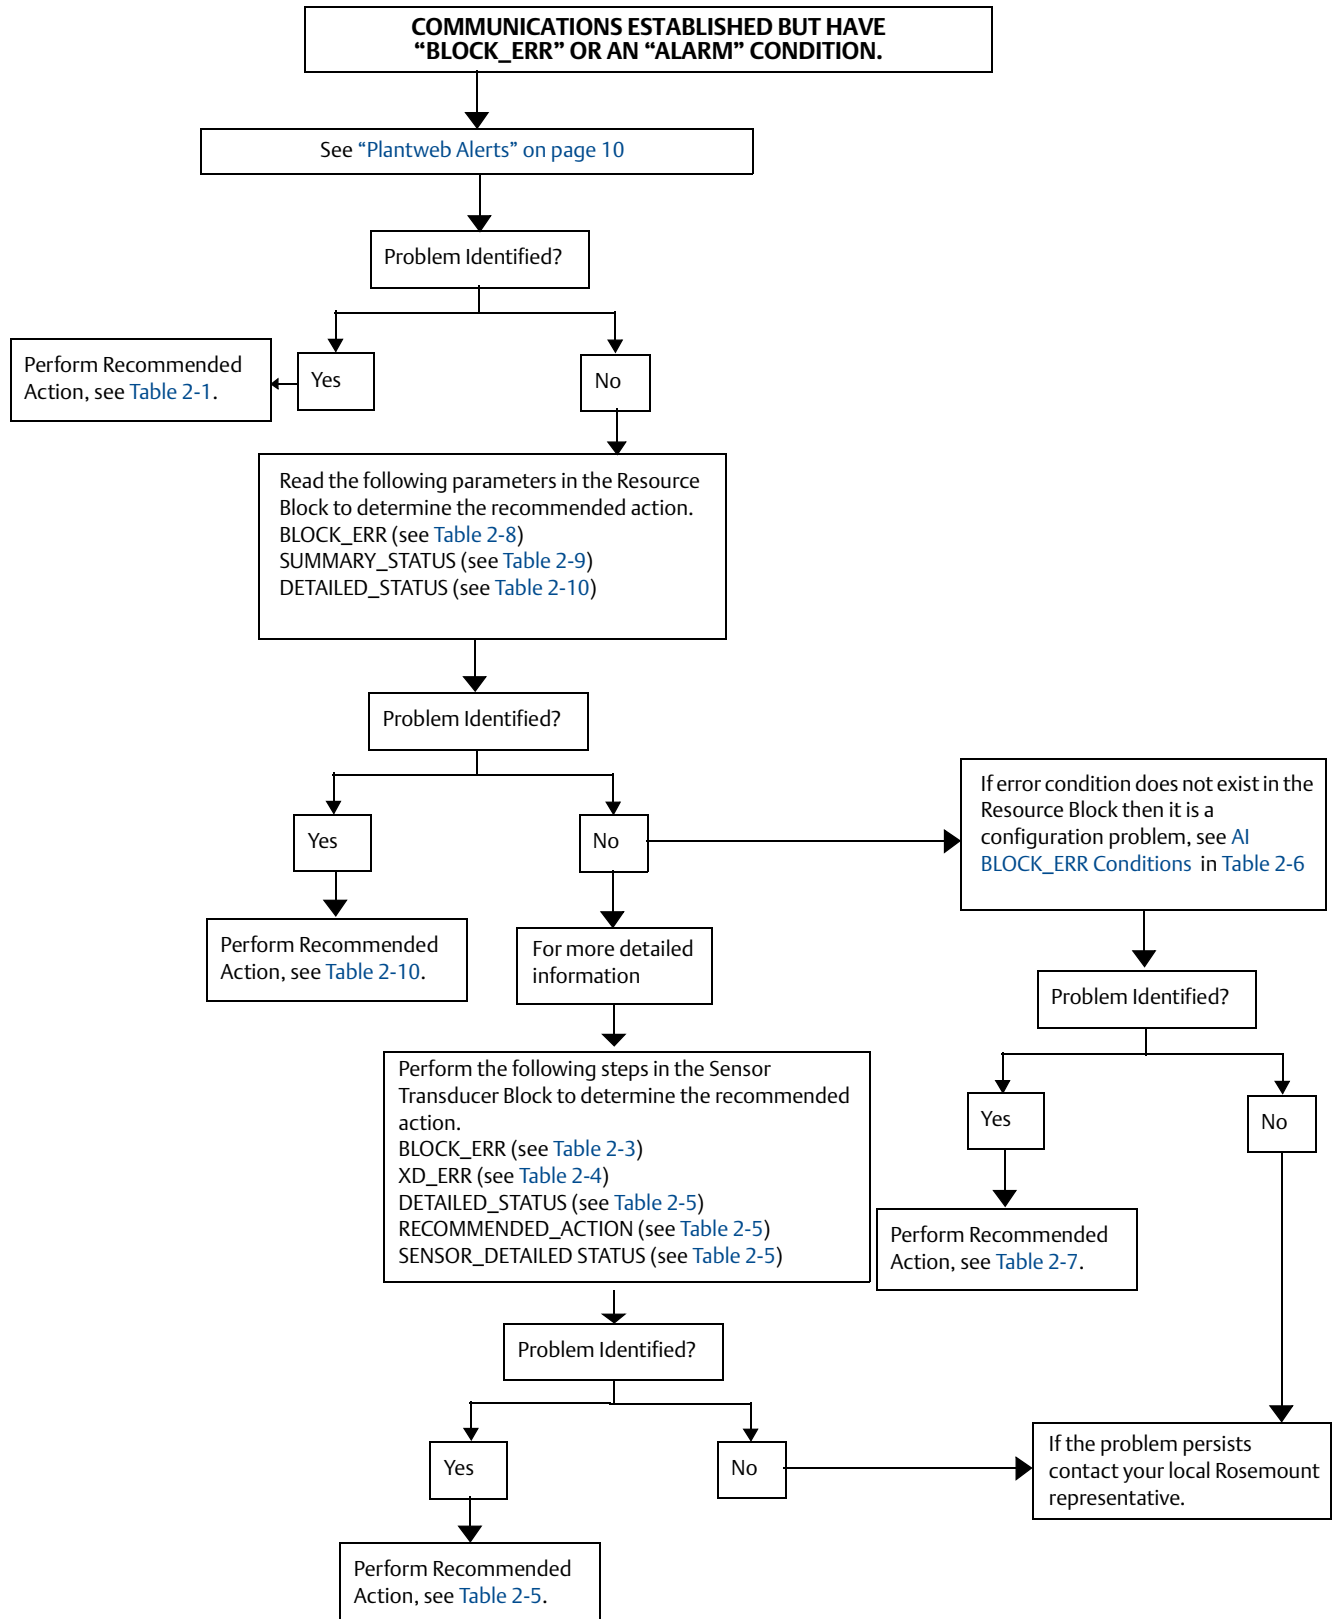 COMMUNICATIONS ESTABLISHED BUT HAVE
“BLOCK_ERR” OR AN “ALARM” CONDITION.
See “Plantweb Alerts” on page 10
Problem Identified?
Perform Recommended
Action, see Table 2-1.
Yes
No
Read the following parameters in the Resource
Block to determine the recommended action.
BLOCK_ERR (see Table 2-8)
SUMMARY_STATUS (see Table 2-9)
DETAILED_STATUS (see Table 2-10)
Problem Identified?
Yes
No
If error condition does not exist in the
Resource Block then it is a
configuration problem, see AI
BLOCK_ERR Conditions in Table 2-6
Perform Recommended
Action, see Table 2-10.
For more detailed
information
Problem Identified?
Perform the following steps in the Sensor
Transducer Block to determine the recommended
action.
BLOCK_ERR (see Table 2-3)
XD_ERR (see Table 2-4)
DETAILED_STATUS (see Table 2-5)
RECOMMENDED_ACTION (see Table 2-5)
SENSOR_DETAILED STATUS (see Table 2-5)
Yes
No
Perform Recommended
Action, see Table 2-7.
Problem Identified?
Yes
No
If the problem persists
contact your local Rosemount
representative.
Perform Recommended
Action, see Table 2-5.